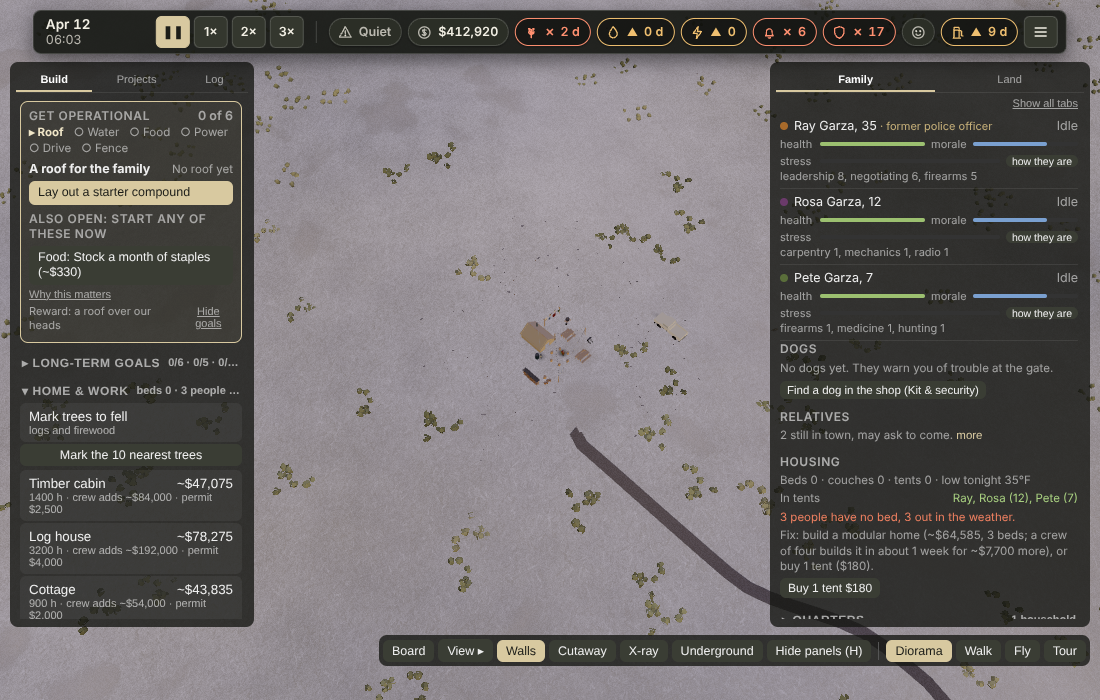 Apr 12
06:03
❚❚ 1× 2× 3×
Quiet
$412,920
× 2 d
▲ 0 d
▲ 0
× 6
× 17
▲ 9 d
Build Projects Log
GET OPERATIONAL 0 of 6
▸ Roof ○ Water ○ Food ○ Power
○ Drive ○ Fence
A roof for the family No roof yet
Lay out a starter compound
ALSO OPEN: START ANY OF
THESE NOW
Food: Stock a month of staples
(~$330)
Why this matters
Reward: a roof over our
heads
Hide
goals
▸ LONG-TERM GOALS 0/6 · 0/5 · 0/...
▾ HOME & WORK beds 0 · 3 people ...
Mark trees to fell
logs and firewood
Mark the 10 nearest trees
Timber cabin ~$47,075
1400 h · crew adds ~$84,000 · permit
$2,500
Log house ~$78,275
3200 h · crew adds ~$192,000 · permit
$4,000
Cottage ~$43,835
900 h · crew adds ~$54,000 · permit
$2,000
Family Land
Show all tabs
Ray Garza, 35 · former police officer Idle
health morale
stress how they are
leadership 8, negotiating 6, firearms 5
Rosa Garza, 12 Idle
health morale
stress how they are
carpentry 1, mechanics 1, radio 1
Pete Garza, 7 Idle
health morale
stress how they are
firearms 1, medicine 1, hunting 1
DOGS
No dogs yet. They warn you of trouble at the gate.
Find a dog in the shop (Kit & security)
RELATIVES
2 still in town, may ask to come. more
HOUSING
Beds 0 · couches 0 · tents 0 · low tonight 35°F
In tents Ray, Rosa (12), Pete (7)
3 people have no bed, 3 out in the weather.
Fix: build a modular home (~$64,585, 3 beds; a crew
of four builds it in about 1 week for ~$7,700 more), or
buy 1 tent ($180).
Buy 1 tent $180
▸ QUARTERS 1 household
Board View ▸ Walls Cutaway X-ray Underground Hide panels (H) Diorama Walk Fly Tour